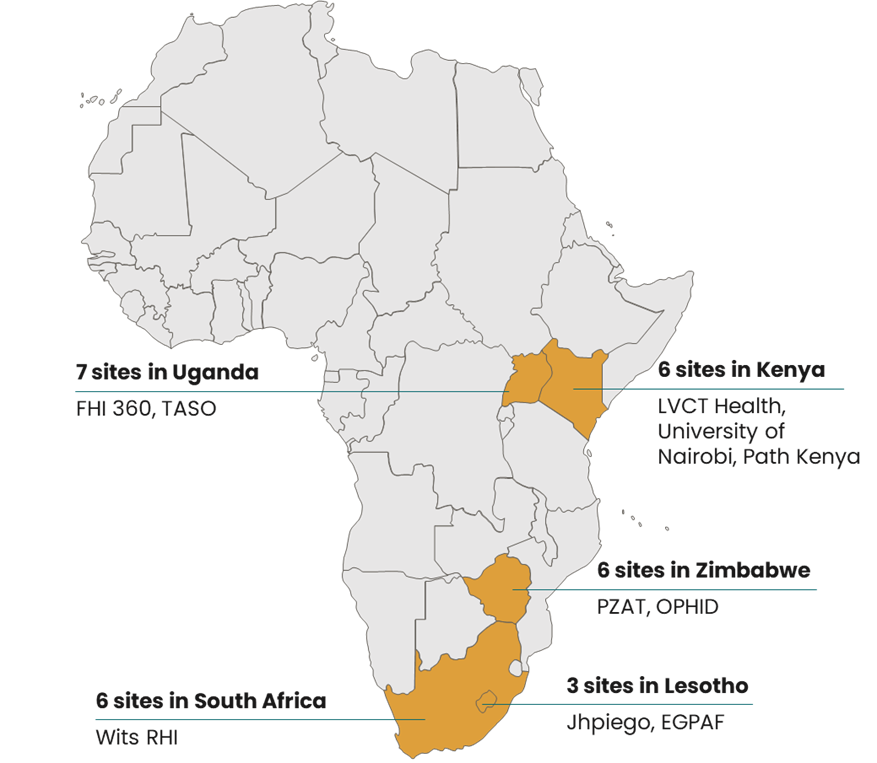 7 sites in Uganda
FHI 360, TASO
6 sites in Kenya
LVCT Health,
University of
Nairobi, Path Kenya
6 sites in Zimbabwe
PZAT, OPHID
3 sites in Lesotho
Jhpiego, EGPAF
6 sites in South Africa
Wits RHI